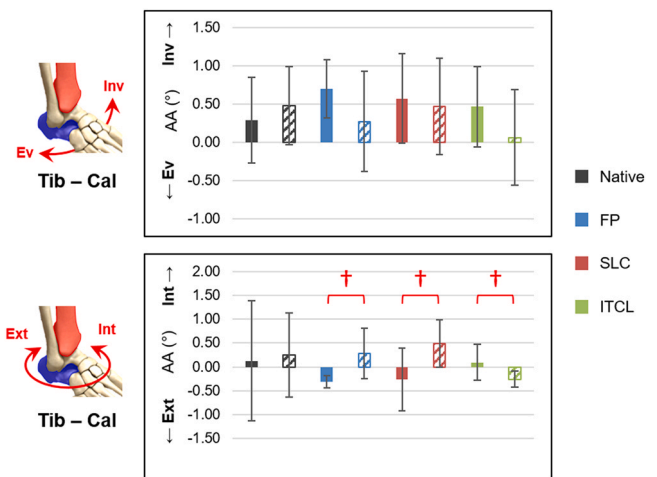 Inv
Ev
Tib – Cal
← Ev Inv →
AA (°)
1.50
1.00
0.50
0.00
-0.50
-1.00
Ext
Int
Tib – Cal
← Ext Int →
AA (°)
2.00
1.50
1.00
0.50
0.00
-0.50
-1.00
-1.50
† † †
Native
FP
SLC
ITCL